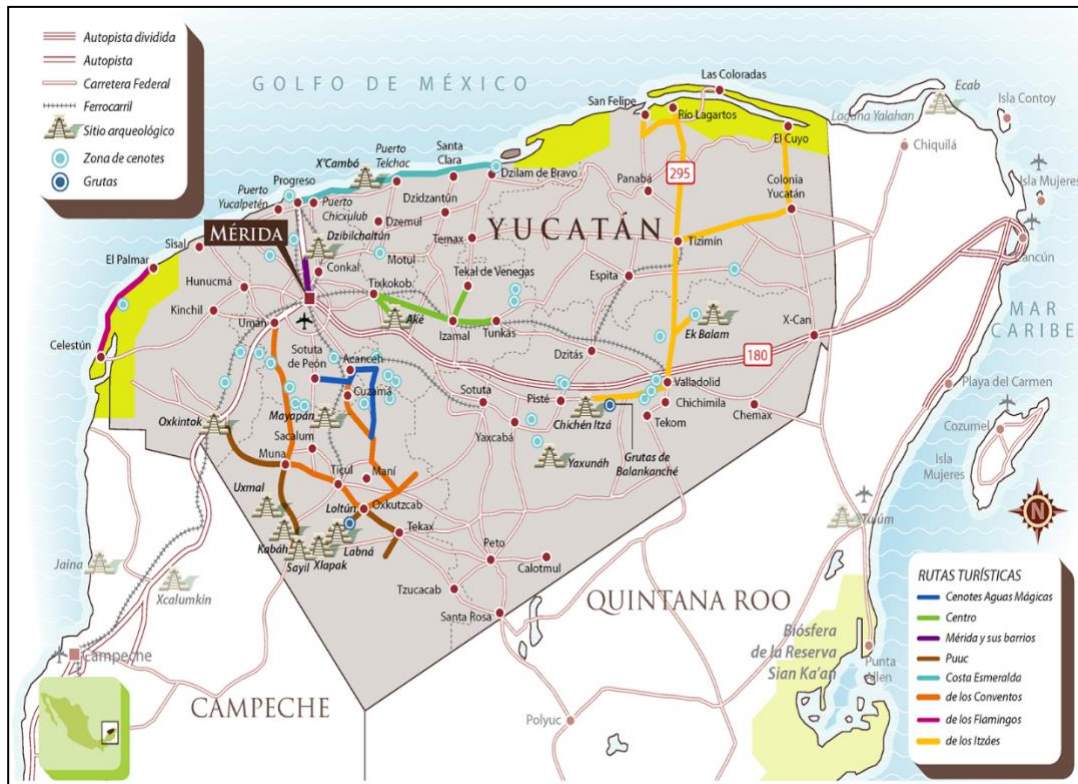 Autopista dividida
Autopista
Carretera Federal
Ferrocarril
Sitio arqueológico
Zona de cenotes
Grutas
GOLFO DE MÉXICO
Las Coloradas
San Felipe
Río Lagartos
El Cuyo
Laguna Yalahan
Ecab
Isla Contoy
Chiquilá
Isla Mujeres
X'Cambó
Puerto
Telchac
Santa
Clara
Dzilam de Bravo
Progreso
Puerto
Yucalpetén
Puerto
Chicxulub
Dzidzantún
Dzemul
Dzibilchaltún
Panabá
295
Colonia
Yucatán
YUCATÁN
MÉRIDA
Sisal
El Palmar
Conkal
Motul
Temax
Tizimín
Hunucmá
Tixkokob
Tekal de Venegas
Espita
Cancún
Kinchil
Umán
Aké
Izamal
Tunkás
Ek Balam
X-Can
MAR
CARIBE
Celestún
Sotuta
de Peón
Acanceh
Dzitás
180
Cuzamá
Sotuta
Pisté
Valladolid
Chichimila
Playa del Carmen
Oxkintok
Mayapán
Chichén Itzá
Tekom
Chemax
Cozumel
Sacalum
Yaxcabá
Yaxunáh
Grutas de
Balankanché
Isla
Mujeres
Muna
Ticul
Maní
Uxmal
Loltún
Oxkutzcab
Tekax
Tulúm
N
Kabáh
Sayil
Xlapak
Labná
Peto
Calotmul
Jaina
Xcalumkin
Tzucacab
Santa Rosa
QUINTANA ROO
Biósfera
de la Reserva
Sian Ka'an
Punta
Allen
Campeche
CAMPECHE
Polyuc
RUTAS TURÍSTICAS
Cenotes Aguas Mágicas
Centro
Mérida y sus barrios
Puuc
Costa Esmeralda
de los Conventos
de los Flamingos
de los Itzáes